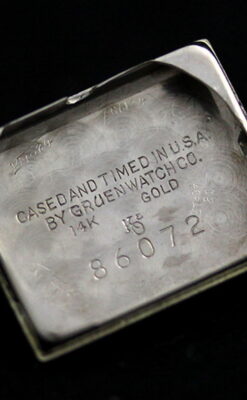 CASED AND TIMED IN U.S.A.
BY GRUEN WATCH CO.
14K GOLD
86072